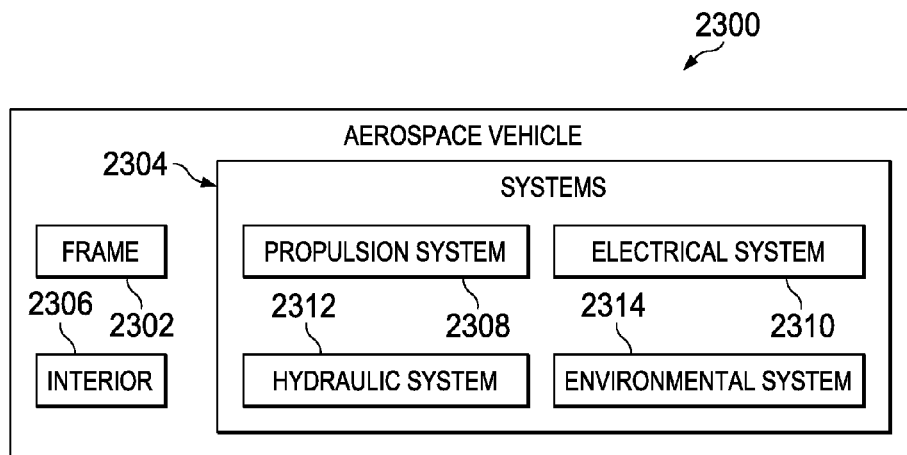 2300
AEROSPACE VEHICLE
2304
SYSTEMS
FRAME
PROPULSION SYSTEM
ELECTRICAL SYSTEM
2306
2302
2312
2308
2314
2310
INTERIOR
HYDRAULIC SYSTEM
ENVIRONMENTAL SYSTEM